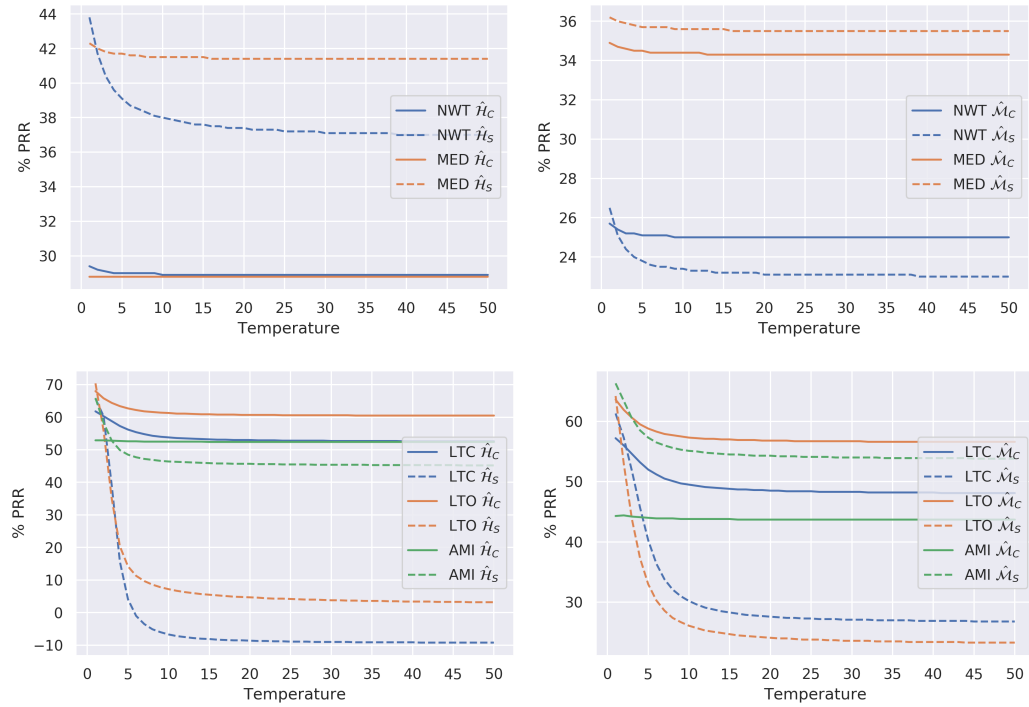 44
42
40
38
36
34
32
30
% PRR
0 5 10 15 20 25 30 35 40 45 50
Temperature
NWT Ĥ_C
NWT Ĥ_S
MED Ĥ_C
MED Ĥ_S
36
34
32
30
28
26
24
% PRR
0 5 10 15 20 25 30 35 40 45 50
Temperature
NWT M̂_C
NWT M̂_S
MED M̂_C
MED M̂_S
70
60
50
40
30
20
10
0
−10
% PRR
0 5 10 15 20 25 30 35 40 45 50
Temperature
LTC Ĥ_C
LTC Ĥ_S
LTO Ĥ_C
LTO Ĥ_S
AMI Ĥ_C
AMI Ĥ_S
60
50
40
30
% PRR
0 5 10 15 20 25 30 35 40 45 50
Temperature
LTC M̂_C
LTC M̂_S
LTO M̂_C
LTO M̂_S
AMI M̂_C
AMI M̂_S